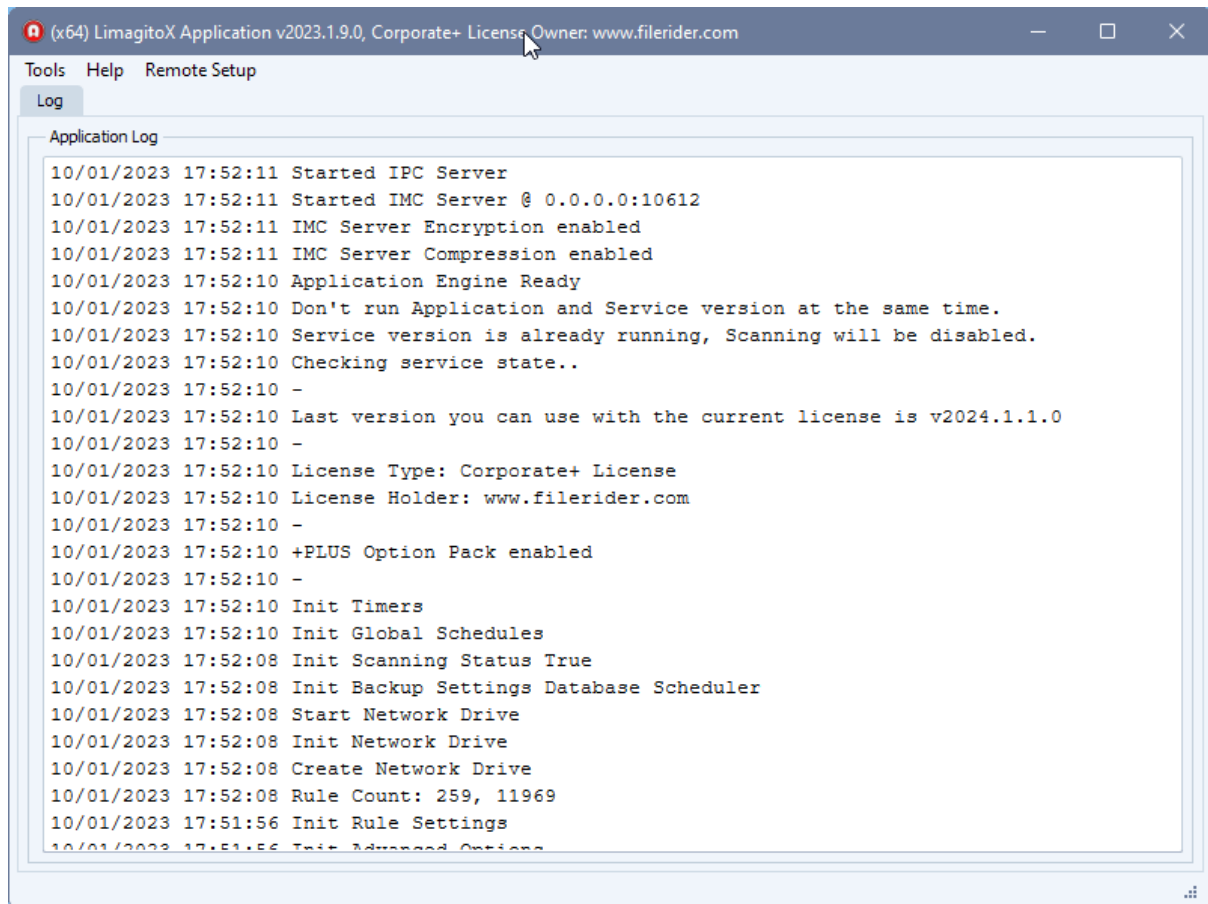 (x64) LimagitoX Application v2023.1.9.0, Corporate+ License Owner: www.filerider.com
Tools Help Remote Setup
Log
Application Log
10/01/2023 17:52:11 Started IPC Server
10/01/2023 17:52:11 Started IMC Server @ 0.0.0.0:10612
10/01/2023 17:52:11 IMC Server Encryption enabled
10/01/2023 17:52:11 IMC Server Compression enabled
10/01/2023 17:52:10 Application Engine Ready
10/01/2023 17:52:10 Don't run Application and Service version at the same time.
10/01/2023 17:52:10 Service version is already running, Scanning will be disabled.
10/01/2023 17:52:10 Checking service state..
10/01/2023 17:52:10 -
10/01/2023 17:52:10 Last version you can use with the current license is v2024.1.1.0
10/01/2023 17:52:10 -
10/01/2023 17:52:10 License Type: Corporate+ License
10/01/2023 17:52:10 License Holder: www.filerider.com
10/01/2023 17:52:10 -
10/01/2023 17:52:10 +PLUS Option Pack enabled
10/01/2023 17:52:10 -
10/01/2023 17:52:10 Init Timers
10/01/2023 17:52:10 Init Global Schedules
10/01/2023 17:52:08 Init Scanning Status True
10/01/2023 17:52:08 Init Backup Settings Database Scheduler
10/01/2023 17:52:08 Start Network Drive
10/01/2023 17:52:08 Init Network Drive
10/01/2023 17:52:08 Create Network Drive
10/01/2023 17:52:08 Rule Count: 259, 11969
10/01/2023 17:51:56 Init Rule Settings
10/01/2023 17:51:56 Init Advanced Options